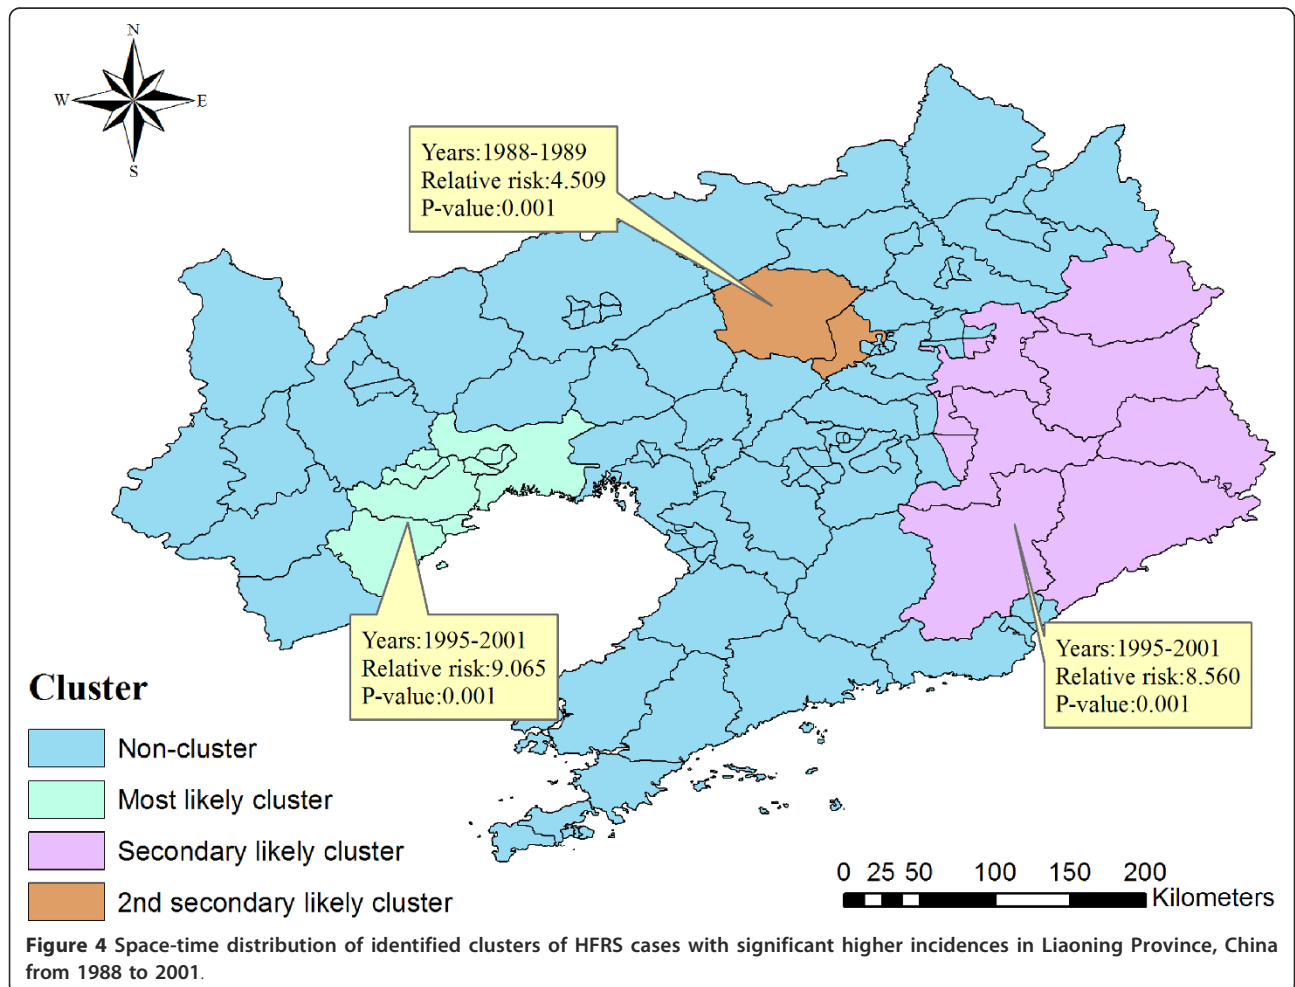 N
W E
S
Years:1988-1989
Relative risk:4.509
P-value:0.001
Years:1995-2001
Relative risk:9.065
P-value:0.001
Years:1995-2001
Relative risk:8.560
P-value:0.001
Cluster
Non-cluster
Most likely cluster
Secondary likely cluster
2nd secondary likely cluster
0 25 50 100 150 200
Kilometers
Figure 4 Space-time distribution of identified clusters of HFRS cases with significant higher incidences in Liaoning Province, China
from 1988 to 2001.